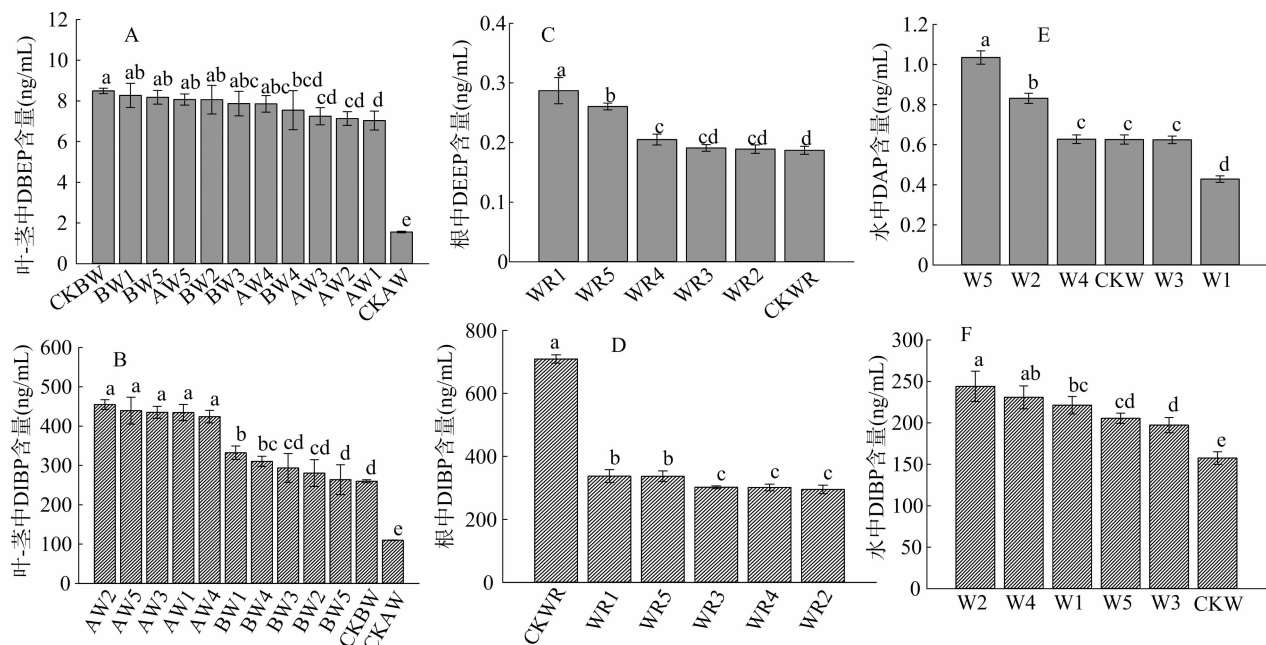 A
叶-茎中DBEP含量(ng/mL)
12
10
8
6
4
2
0
a ab ab ab ab abc abc bcd cd cd d e
CKBW BW1 BW5 AW5 BW2 BW3 AW4 BW4 AW3 AW2 AW1 CKAW
C
根中DEEP含量(ng/mL)
0.4
0.3
0.2
0.1
0
a b c cd cd cd
WR1 WR5 WR4 WR3 WR2 CKWR
E
水中DAP含量(ng/mL)
1.2
1.0
0.8
0.6
0.4
0.2
0.0
a b c c c d
W5 W2 W4 CKW W3 W1
B
叶-茎中DIBP含量(ng/mL)
600
500
400
300
200
100
0
a a a a a b bc cd cd d d e
AW2 AW5 AW3 AW1 AW4 BW1 BW4 BW3 BW2 BW5 CKBW CKAW
D
根中DIBP含量(ng/mL)
800
600
400
200
0
a b b c c c
CKWR WR1 WR5 WR3 WR4 WR2
F
水中DIBP含量(ng/mL)
300
250
200
150
100
50
0
a ab bc cd d e
W2 W4 W1 W5 W3 CKW